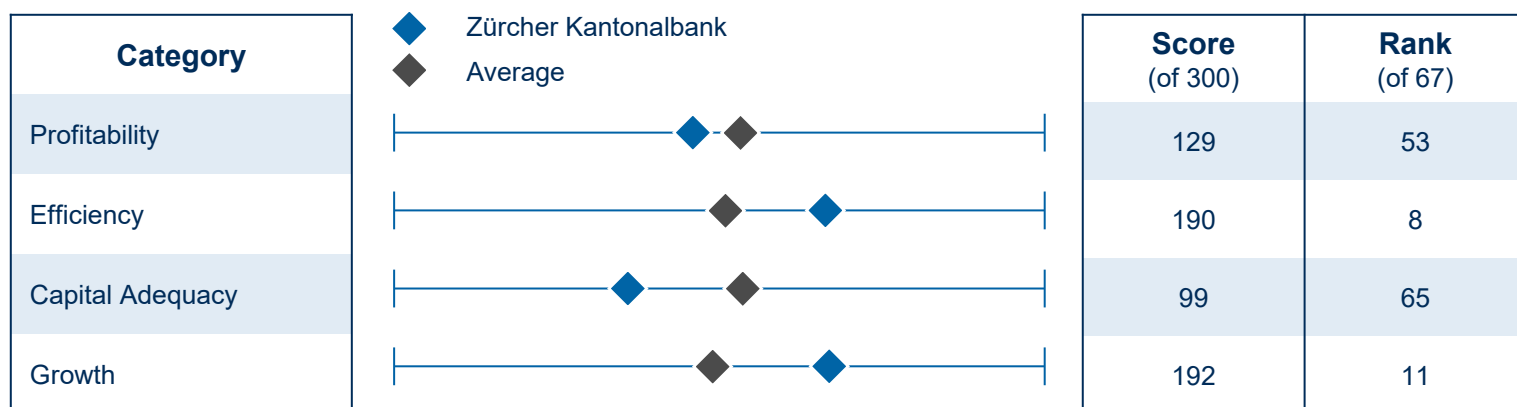 Category
Zürcher Kantonalbank
Average
Score
(of 300)
Rank
(of 67)
Profitability
129
53
Efficiency
190
8
Capital Adequacy
99
65
Growth
192
11